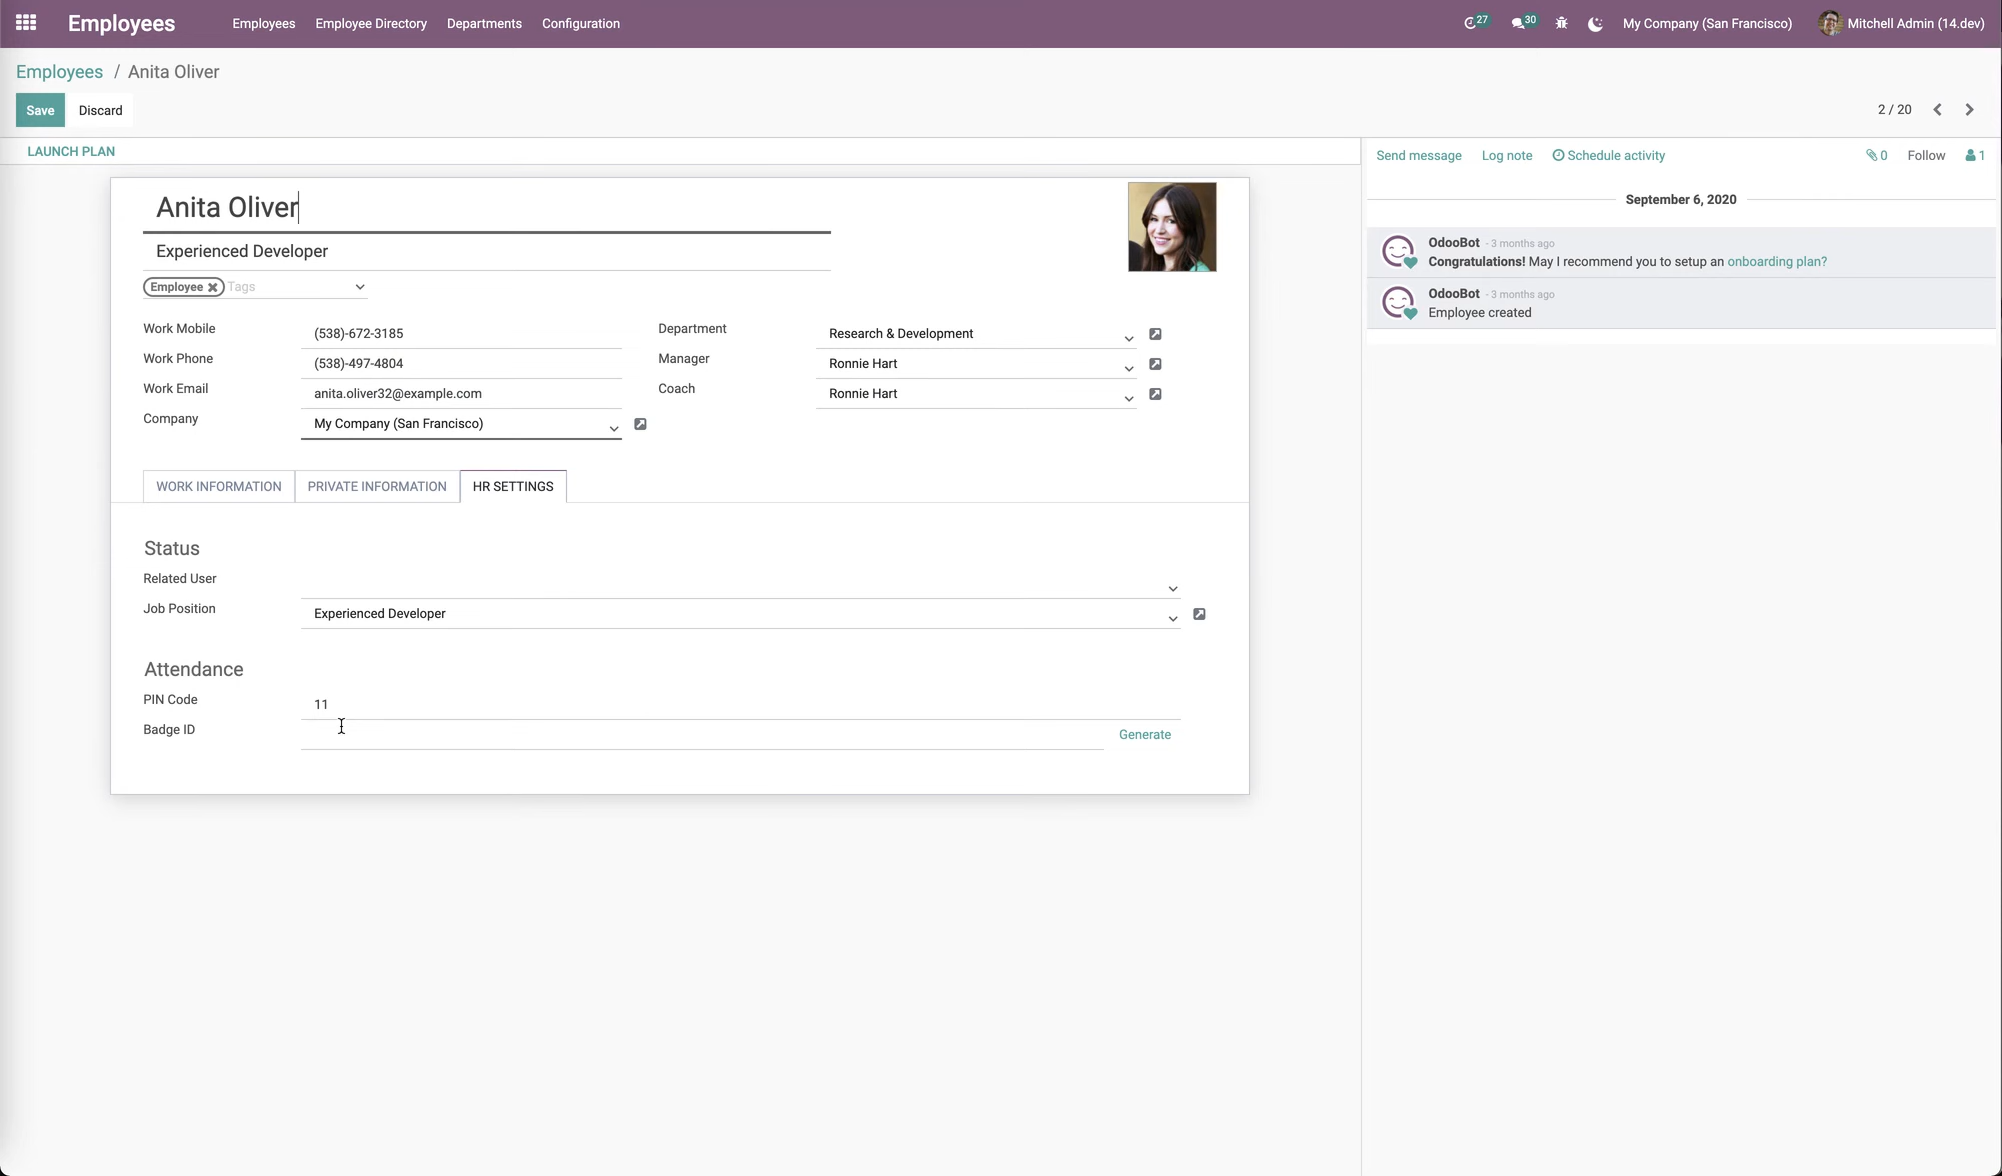 Employees Employees Employee Directory Departments Configuration 27 30 My Company (San Francisco) Mitchell Admin (14.dev)
Employees / Anita Oliver
Save Discard 2 / 20
LAUNCH PLAN
Send message Log note Schedule activity 0 Follow 1
Anita Oliver
Experienced Developer
Employee Tags
Work Mobile (538)-672-3185 Department Research & Development
Work Phone (538)-497-4804 Manager Ronnie Hart
Work Email anita.oliver32@example.com Coach Ronnie Hart
Company My Company (San Francisco)
WORK INFORMATION PRIVATE INFORMATION HR SETTINGS
Status
Related User
Job Position Experienced Developer
Attendance
PIN Code 11
Badge ID Generate
September 6, 2020
OdooBot - 3 months ago
Congratulations! May I recommend you to setup an onboarding plan?
OdooBot - 3 months ago
Employee created